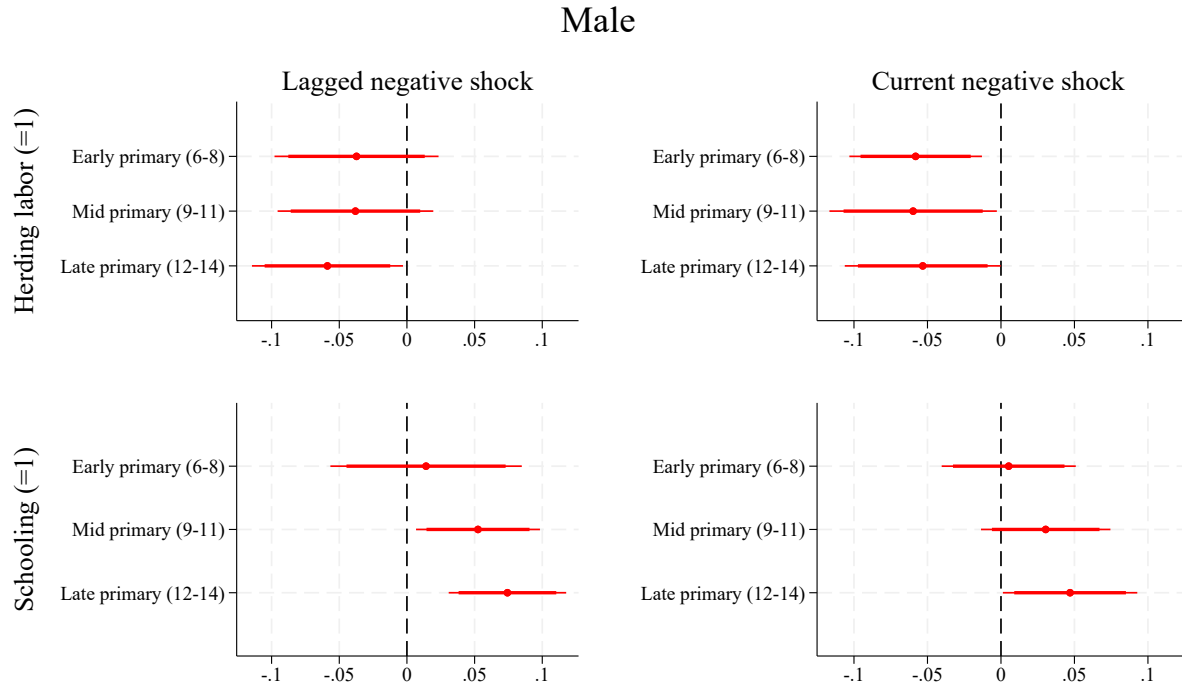 Male
Lagged negative shock
Current negative shock
Herding labor (=1)
Early primary (6-8)
Mid primary (9-11)
Late primary (12-14)
-.1 -.05 0 .05 .1
Early primary (6-8)
Mid primary (9-11)
Late primary (12-14)
-.1 -.05 0 .05 .1
Schooling (=1)
Early primary (6-8)
Mid primary (9-11)
Late primary (12-14)
-.1 -.05 0 .05 .1
Early primary (6-8)
Mid primary (9-11)
Late primary (12-14)
-.1 -.05 0 .05 .1